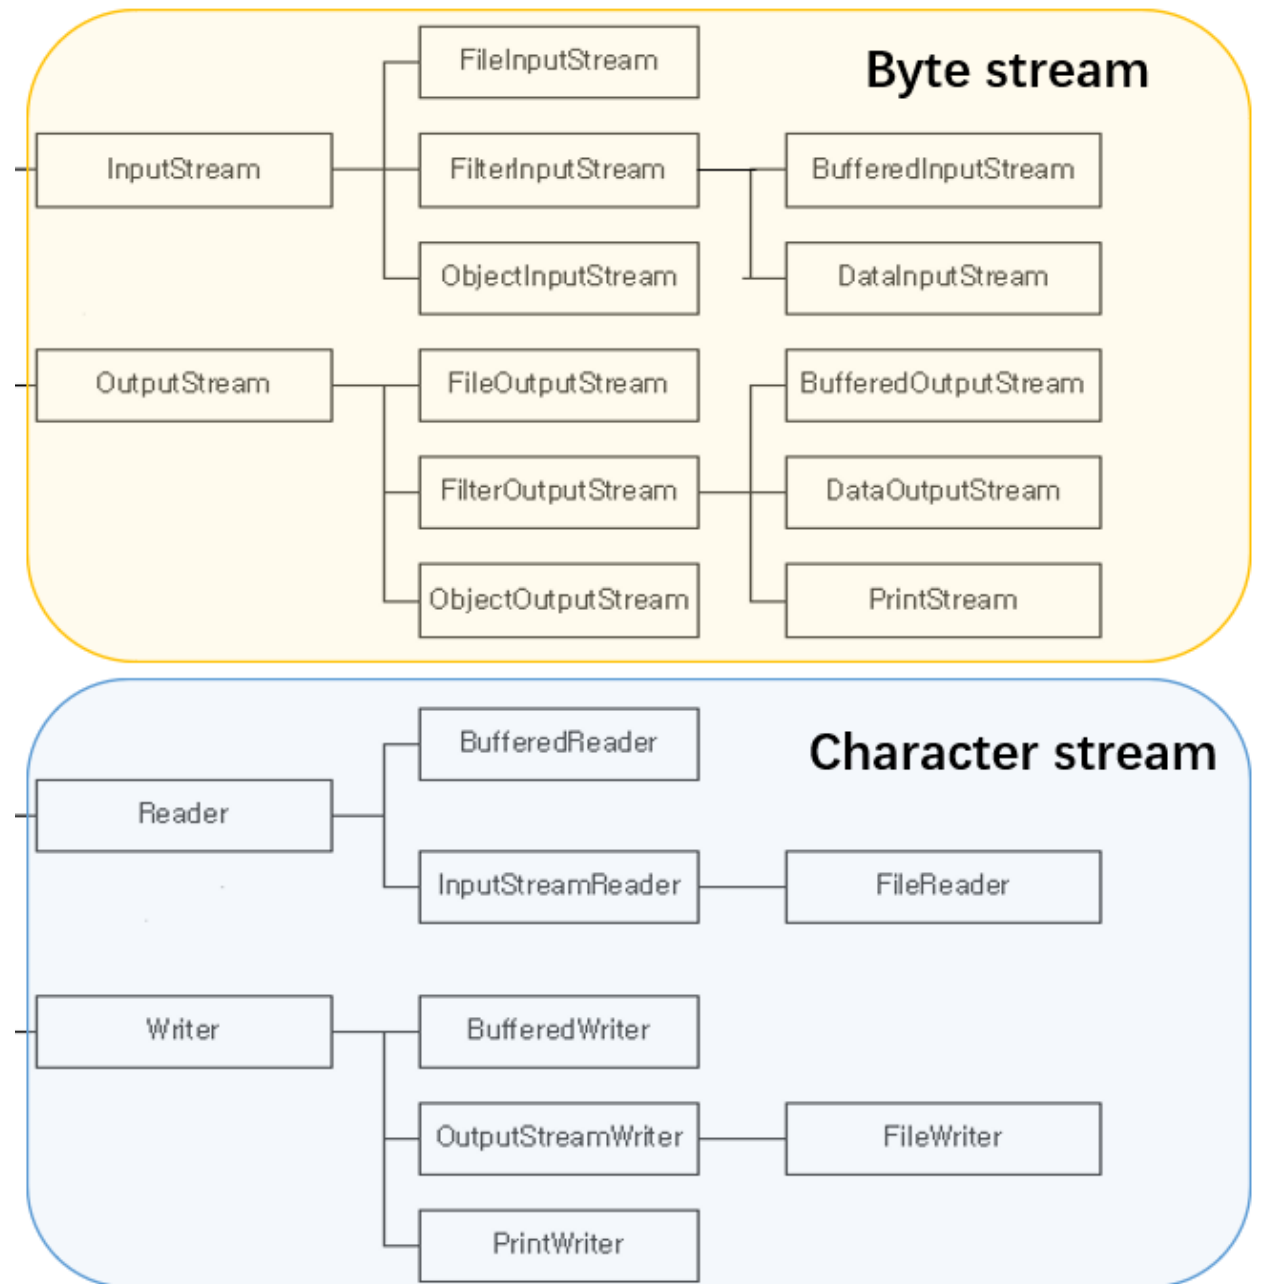 FileInputStream
Byte stream
InputStream
FilterInputStream
BufferedInputStream
ObjectInputStream
DataInputStream
OutputStream
FileOutputStream
BufferedOutputStream
FilterOutputStream
DataOutputStream
ObjectOutputStream
PrintStream
BufferedReader
Character stream
Reader
InputStreamReader
FileReader
Writer
BufferedWriter
OutputStreamWriter
FileWriter
PrintWriter